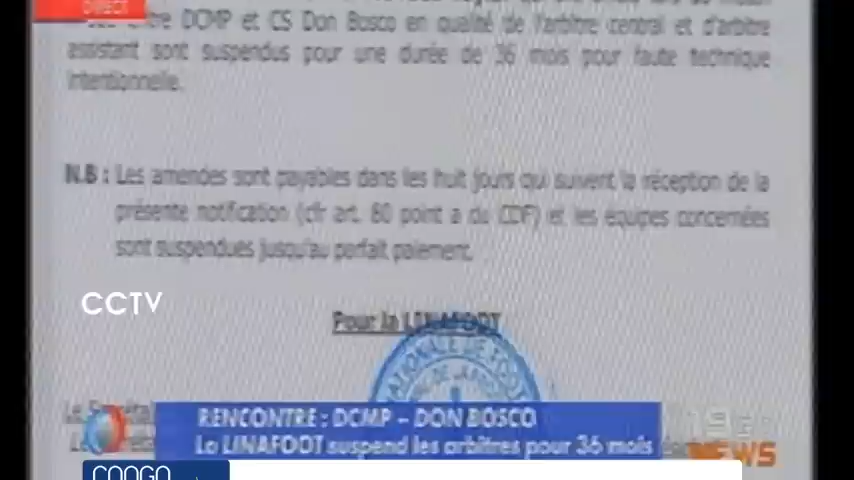 DIRECT
entre DCMP et CS Don Bosco en qualité de l'arbitre central et d'arbitre
assistant sont suspendus pour une durée de 36 mois pour faute technique
intentionnelle.
N.B : Les amendes sont payables dans les huit jours qui suivent la réception de la
présente notification (cfr art. 80 point a du CDF) et les équipes concernées
sont suspendues jusqu'au parfait paiement.
CCTV
Pour la LINAFOOT
NATIONALE DE FOOT
RENCONTRE : DCMP - DON BOSCO
La LINAFOOT suspend les arbitres pour 36 mois
NEWS
CONGO